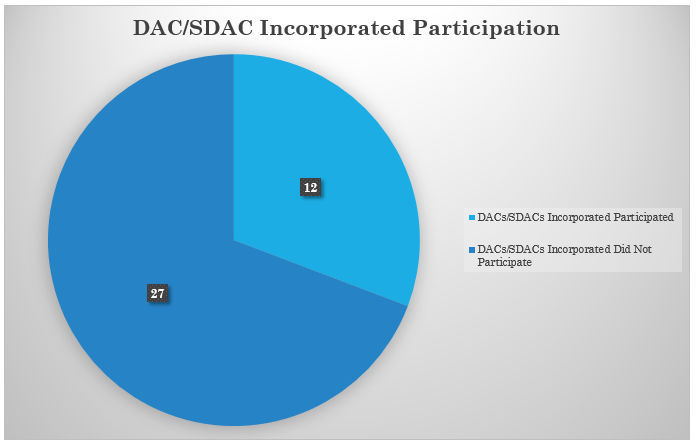 DAC/SDAC Incorporated Participation
12
27
DACs/SDACs Incorporated Participated
DACs/SDACs Incorporated Did Not
Participate